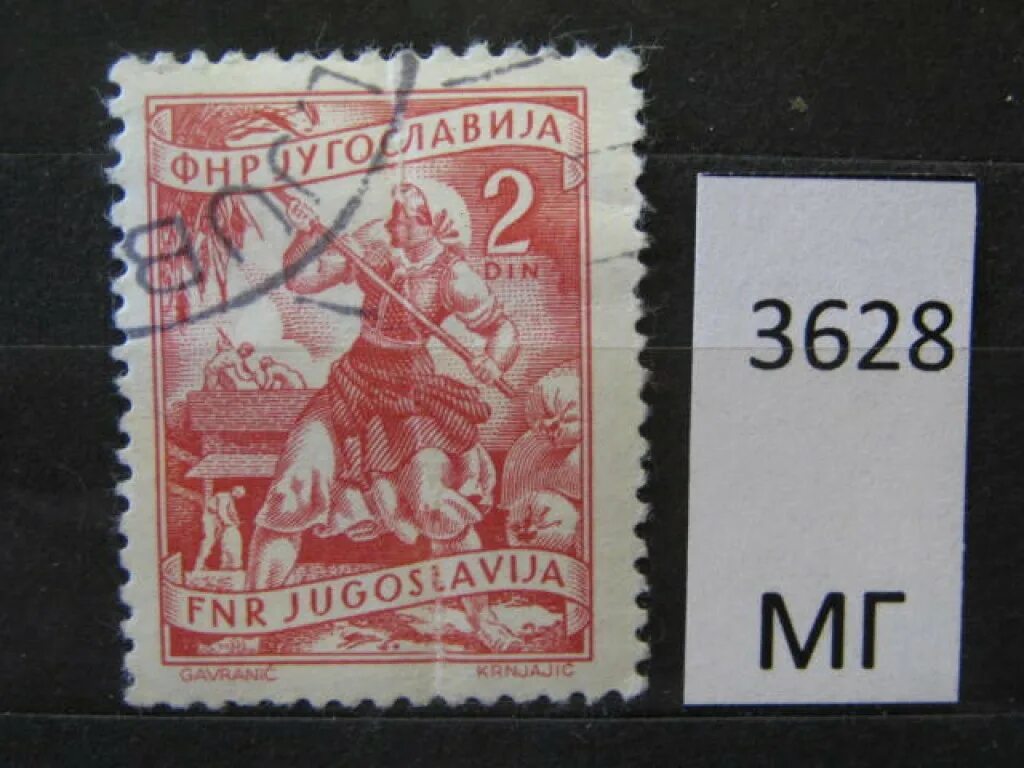 ФНР ЈУГОСЛАВИЈА
2
DIN
FNR JUGOSLAVIJA
GAVRANIĆ
KRNJAJIĆ
3628
МГ